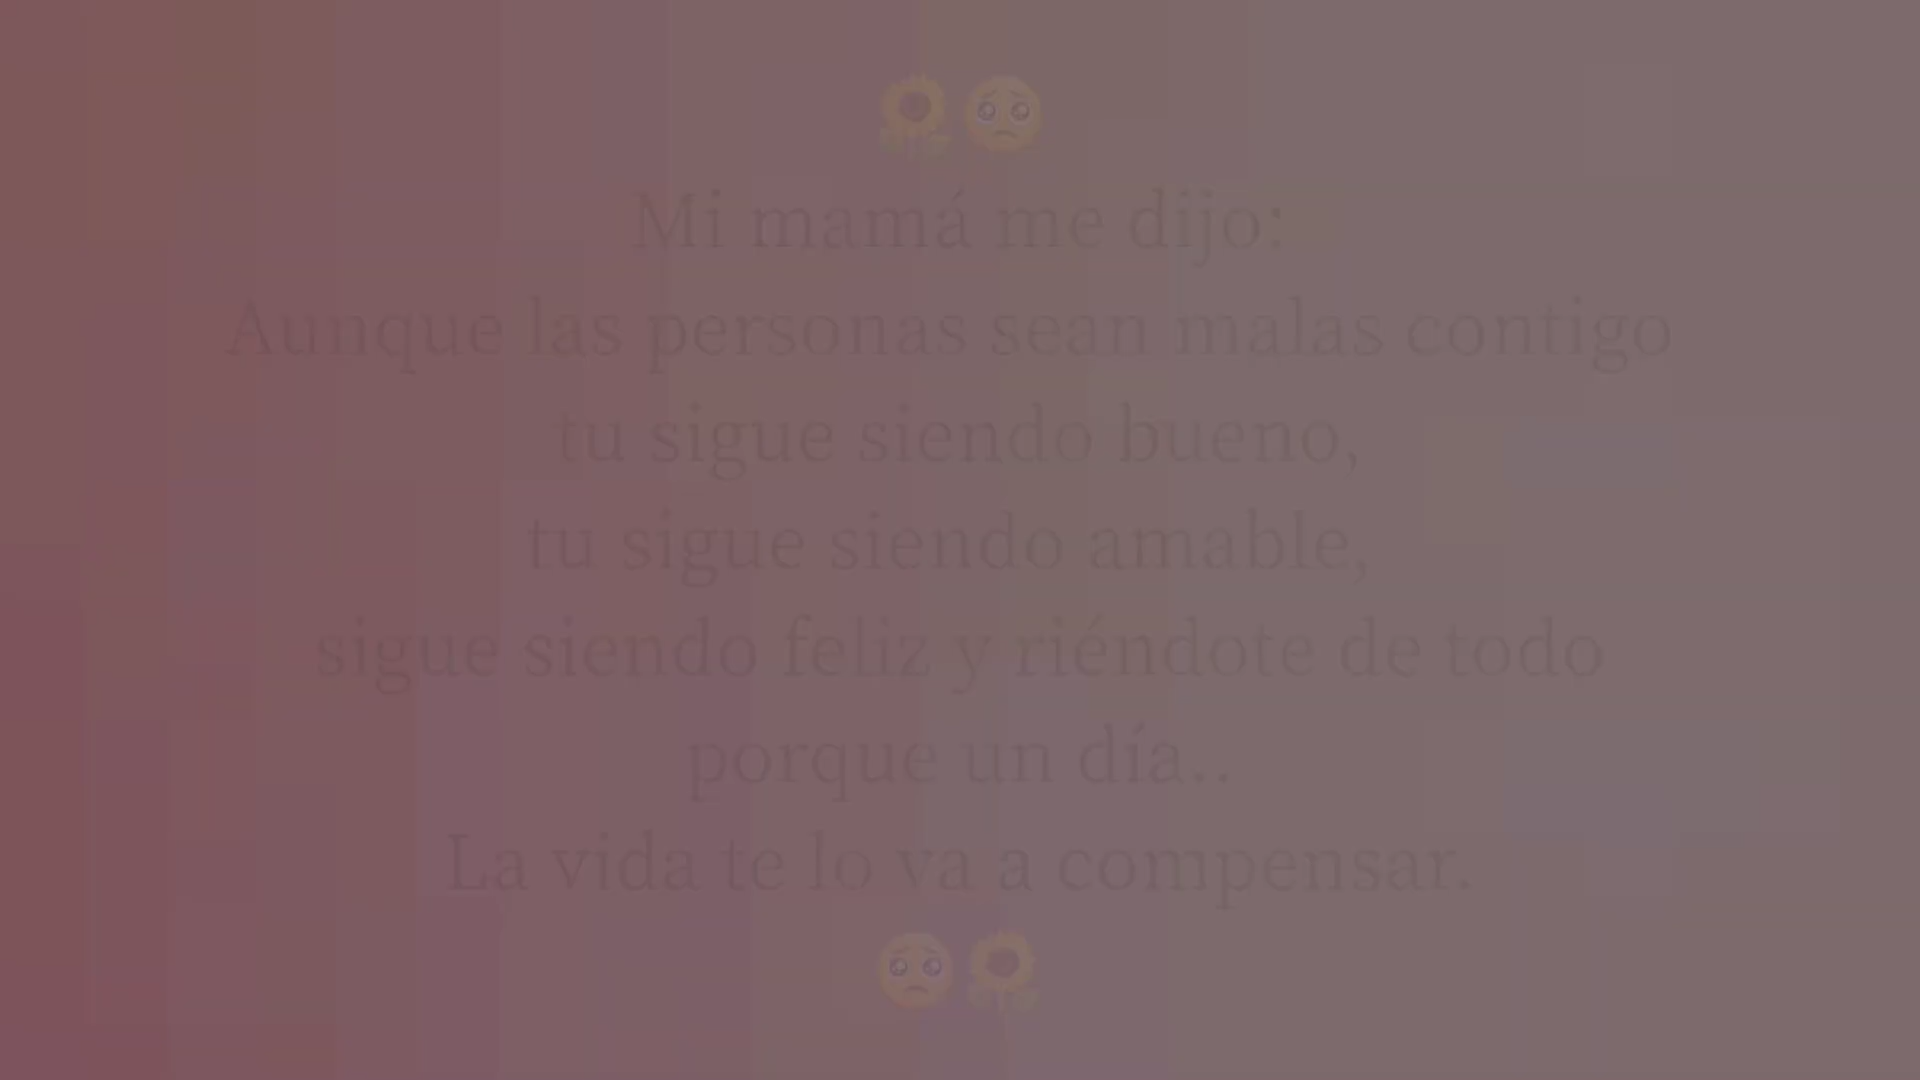 🌻🥺
Mi mamá me dijo:
Aunque las personas sean malas contigo
tu sigue siendo bueno,
tu sigue siendo amable,
sigue siendo feliz y riéndote de todo
porque un día..
La vida te lo va a compensar.
🥺🌻